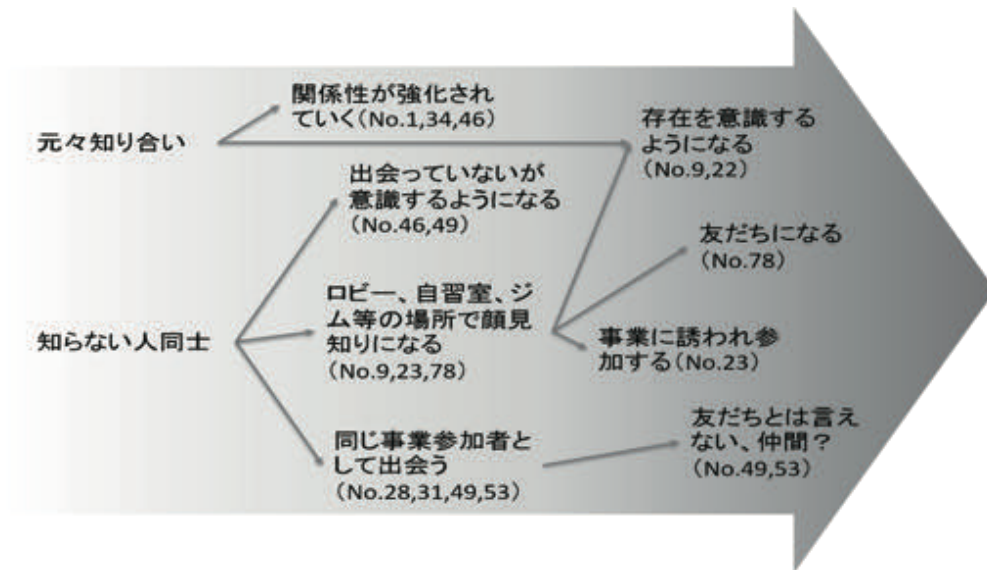 元々知り合い
関係性が強化され
ていく(No.1,34,46)
存在を意識する
ようになる
(No.9,22)
出会っていないが
意識するようになる
(No.46,49)
友だちになる
(No.78)
知らない人同士
ロビー、自習室、ジ
ム等の場所で顔見
知りになる
(No.9,23,78)
事業に誘われ参
加する(No.23)
同じ事業参加者と
して出会う
(No.28,31,49,53)
友だちとは言え
ない、仲間？
(No.49,53)